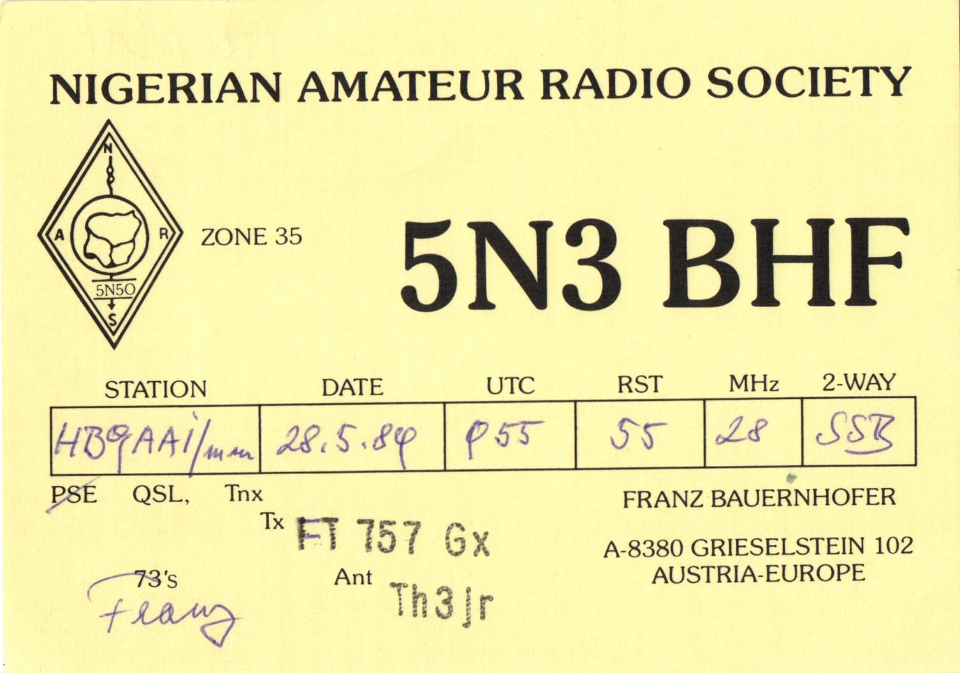 NIGERIAN AMATEUR RADIO SOCIETY
N
A R
5N5O
S
ZONE 35
5N3 BHF
STATION DATE UTC RST MHz 2-WAY
HB9AAI/mm 28.5.84 φ55 55 28 SSB
PSE QSL, Tnx
Tx FT 757 Gx
Ant Th3jr
73's
Franz
FRANZ BAUERNHOFER
A-8380 GRIESELSTEIN 102
AUSTRIA-EUROPE